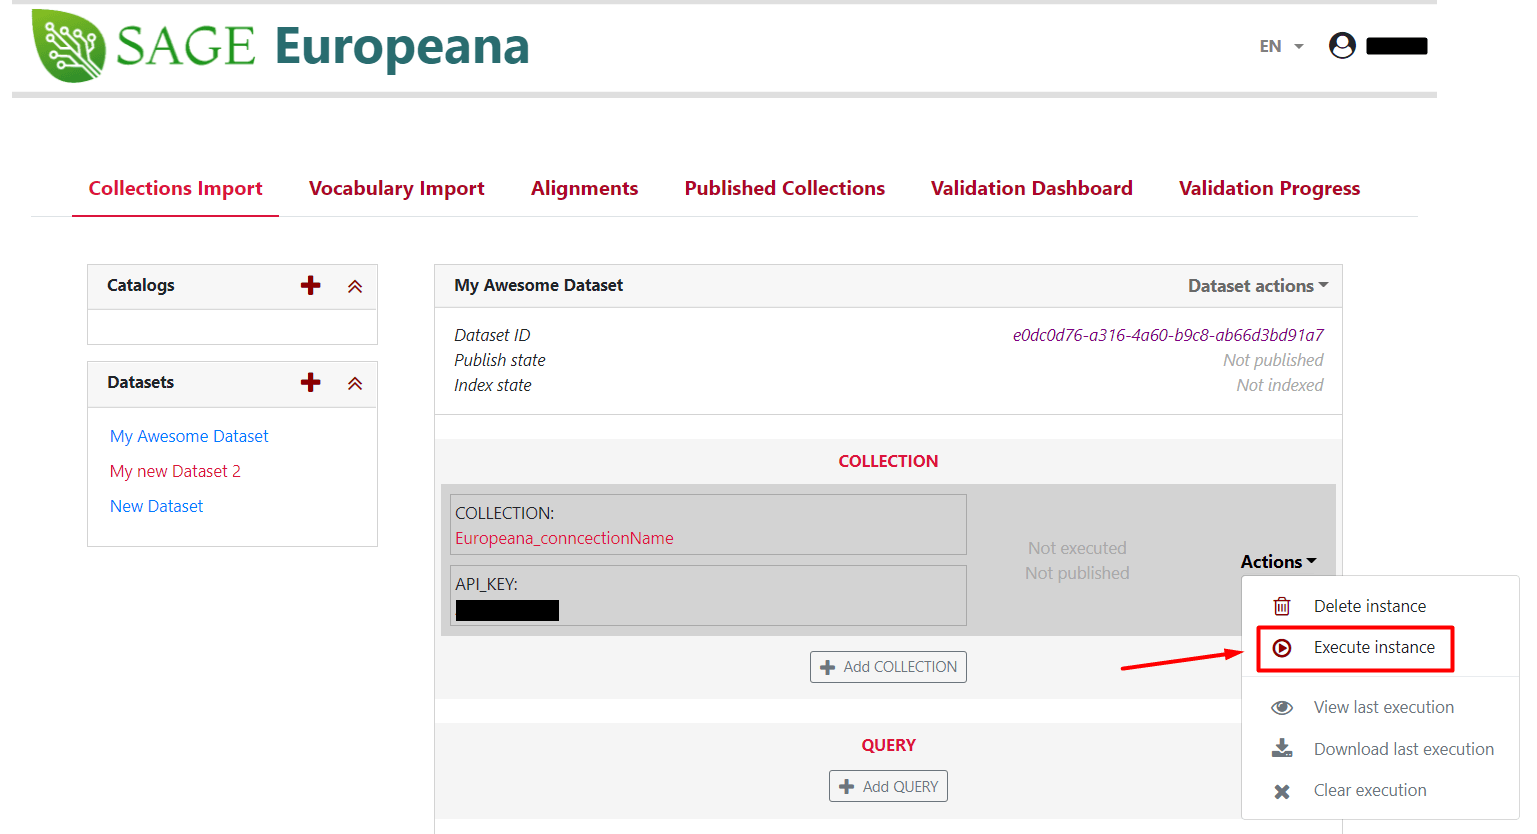 SAGE Europeana
EN
Collections Import Vocabulary Import Alignments Published Collections Validation Dashboard Validation Progress
Catalogs
Datasets
My Awesome Dataset
My new Dataset 2
New Dataset
My Awesome Dataset Dataset actions
Dataset ID e0dc0d76-a316-4a60-b9c8-ab66d3bd91a7
Publish state Not published
Index state Not indexed
COLLECTION
COLLECTION:
Europeana_conncectionName
API_KEY:
Not executed
Not published
Actions
Delete instance
Execute instance
View last execution
Download last execution
Clear execution
Add COLLECTION
QUERY
Add QUERY